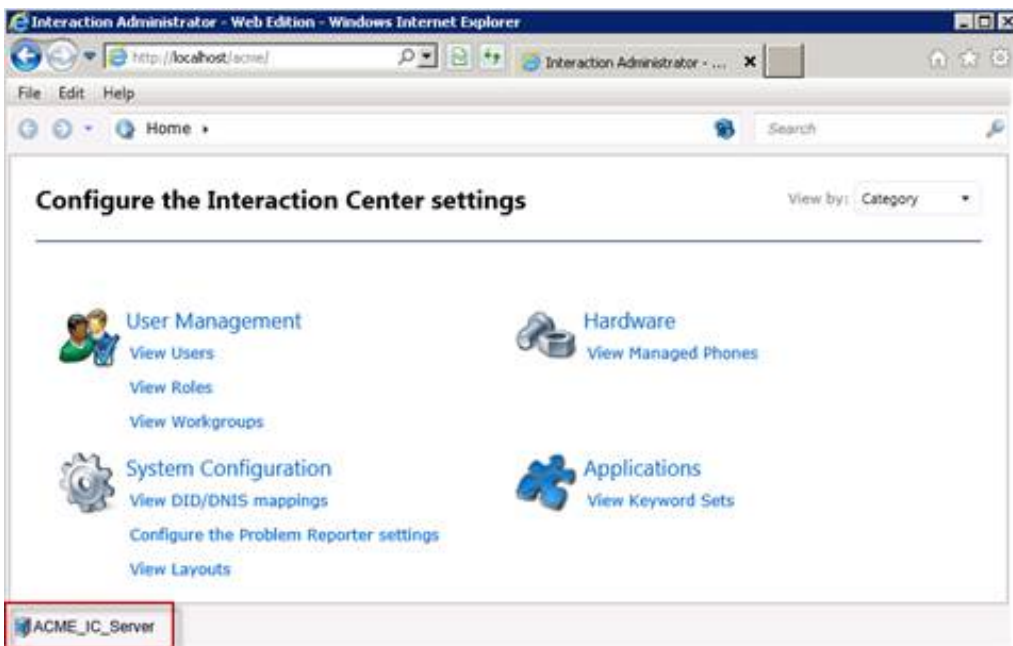 Interaction Administrator - Web Edition - Windows Internet Explorer
http://localhost/acme/
Interaction Administrator - ...
File Edit Help
Home
Search
Configure the Interaction Center settings
View by: Category
User Management
View Users
View Roles
View Workgroups
Hardware
View Managed Phones
System Configuration
View DID/DNIS mappings
Configure the Problem Reporter settings
View Layouts
Applications
View Keyword Sets
ACME_IC_Server